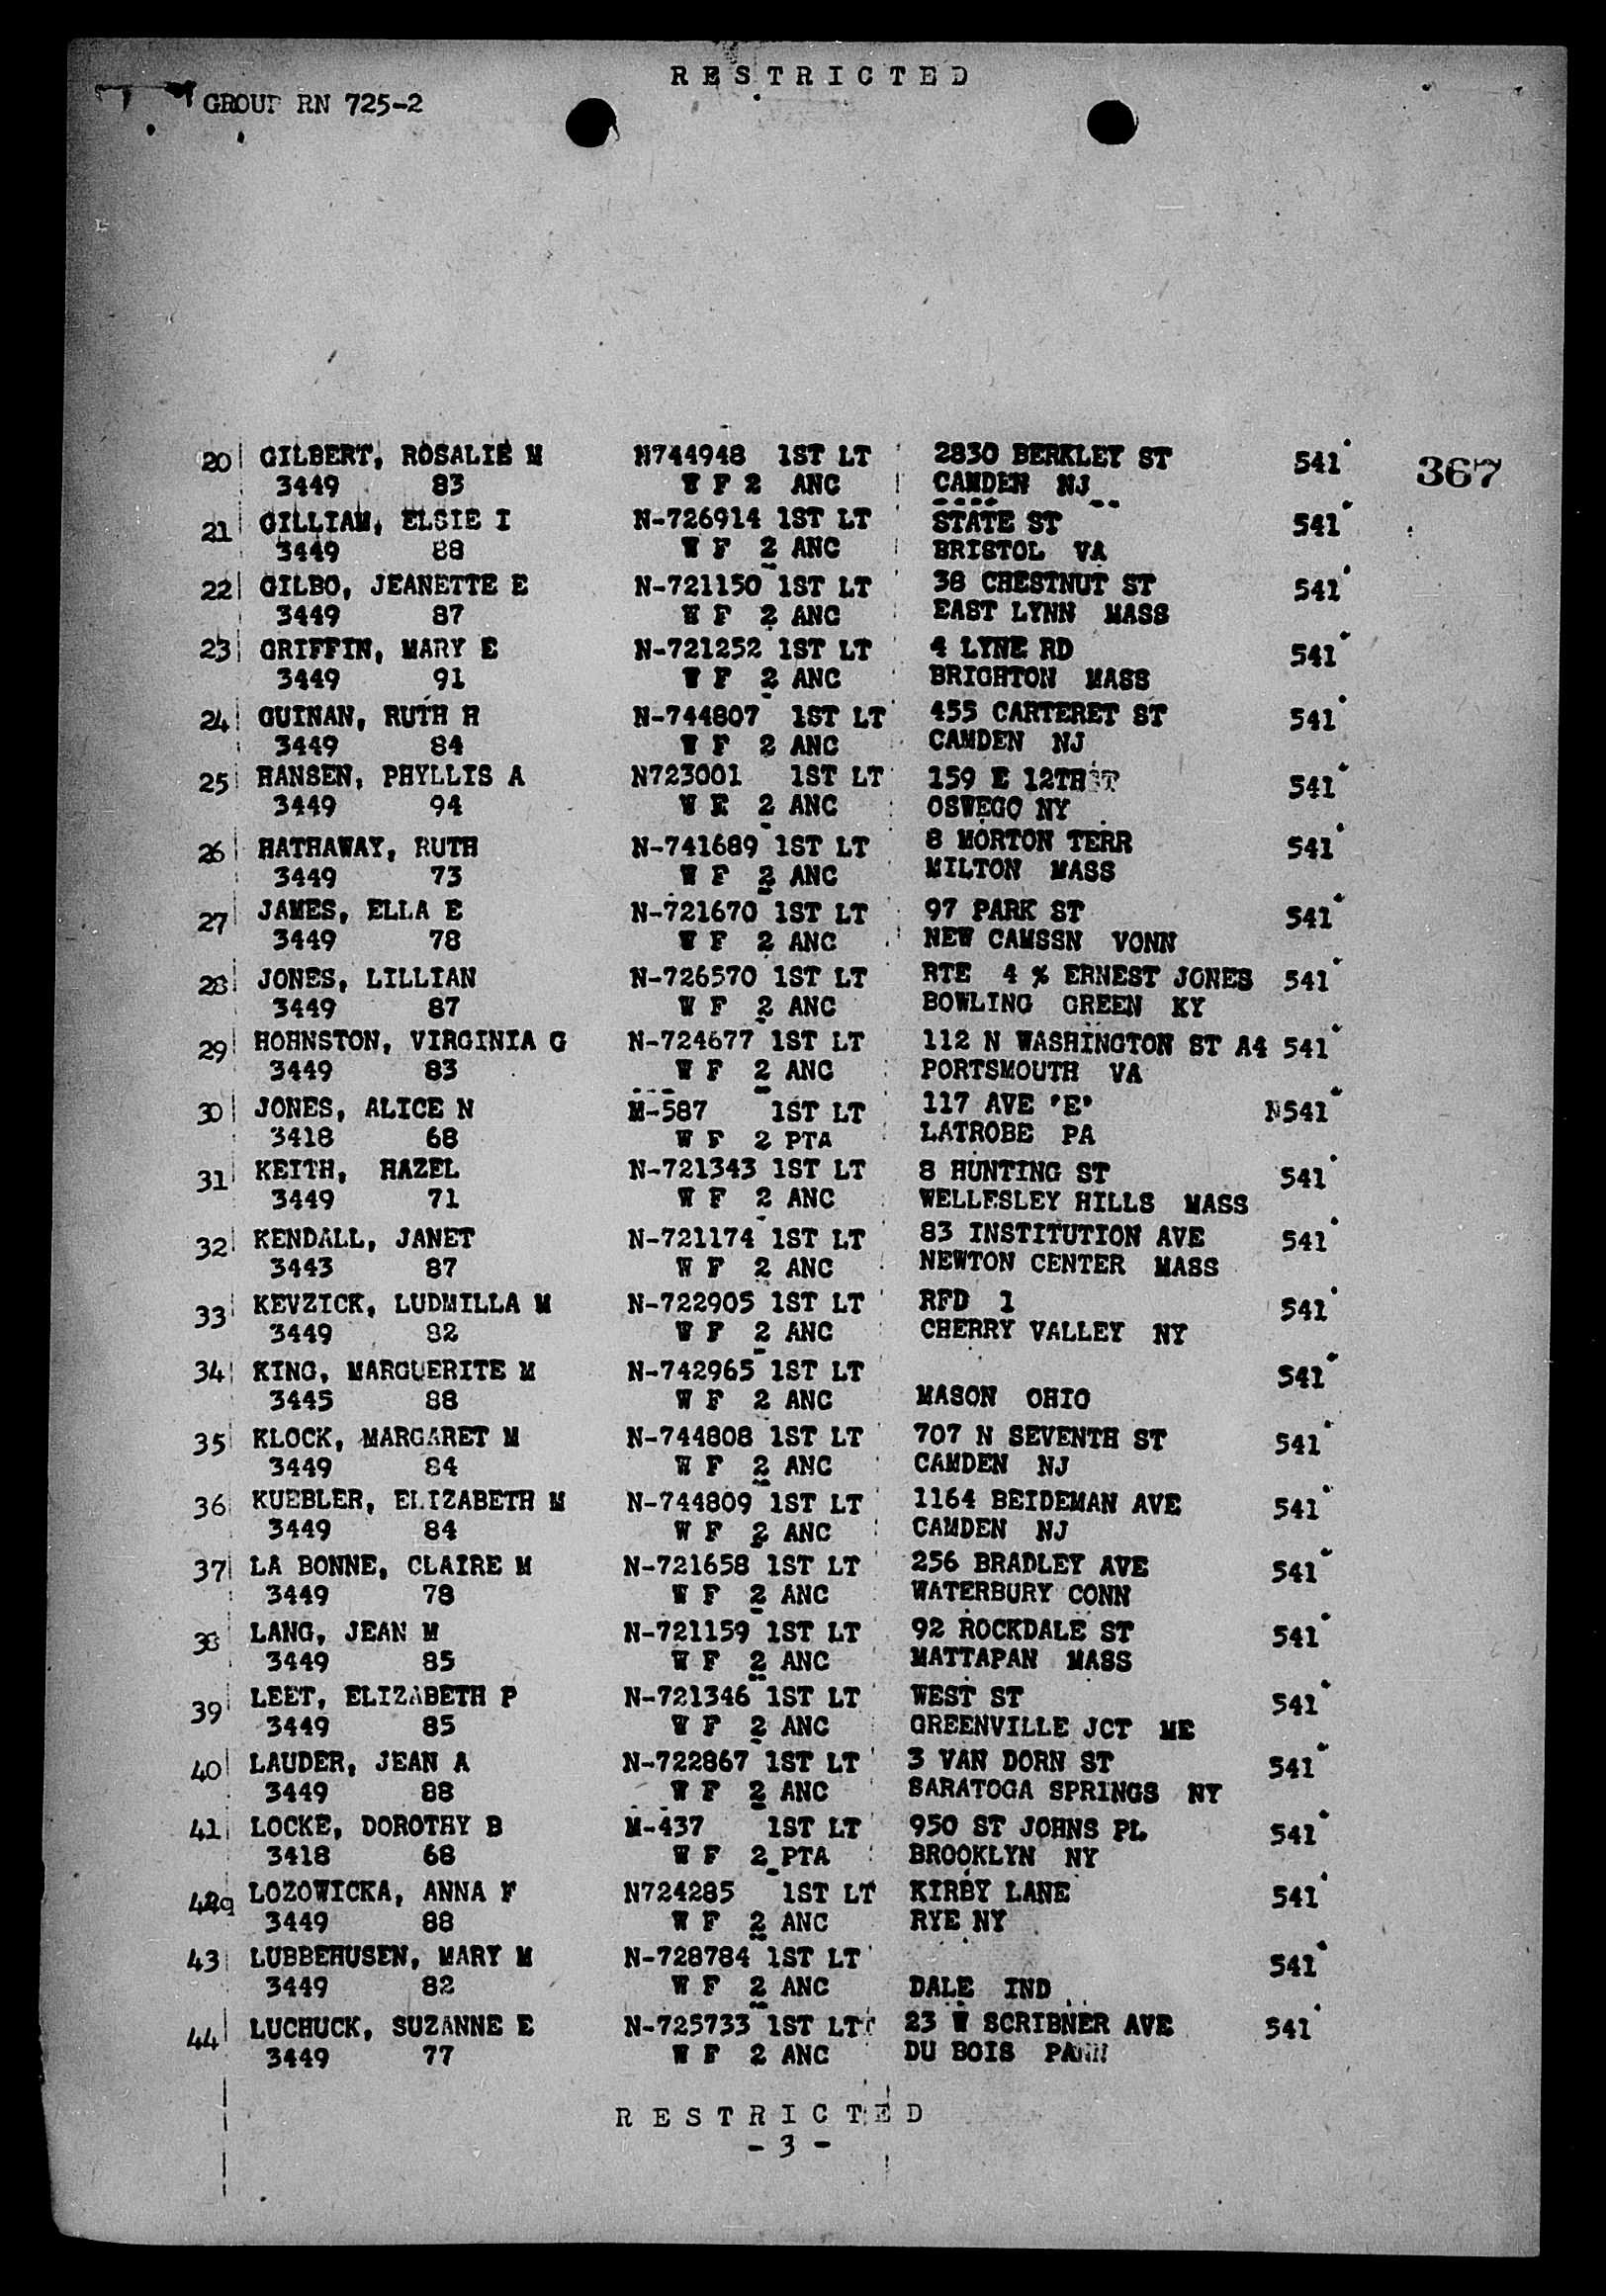 RESTRICTED
GROUP RN 725-2
20 GILBERT, ROSALIE M N744948 1ST LT 2830 BERKLEY ST 541 367
3449 83 W F 2 ANC CAMDEN NJ
21 GILLIAM, ELSIE I N-726914 1ST LT STATE ST 541
3449 88 W F 2 ANC BRISTOL VA
22 GILBO, JEANETTE E N-721150 1ST LT 38 CHESTNUT ST 541
3449 87 W F 2 ANC EAST LYNN MASS
23 GRIFFIN, MARY E N-721252 1ST LT 4 LYNE RD 541
3449 91 W F 2 ANC BRIGHTON MASS
24 GUINAN, RUTH H N-744807 1ST LT 455 CARTERET ST 541
3449 84 W F 2 ANC CAMDEN NJ
25 HANSEN, PHYLLIS A N723001 1ST LT 159 E 12TH ST 541
3449 94 W F 2 ANC OSWEGO NY
26 HATHAWAY, RUTH N-741689 1ST LT 8 MORTON TERR 541
3449 73 W F 2 ANC MILTON MASS
27 JAMES, ELLA E N-721670 1ST LT 97 PARK ST 541
3449 78 W F 2 ANC NEW CAMSSN VONN
28 JONES, LILLIAN N-726570 1ST LT RTE 4 % ERNEST JONES 541
3449 87 W F 2 ANC BOWLING GREEN KY
29 HOHNSTON, VIRGINIA G N-724677 1ST LT 112 N WASHINGTON ST A4 541
3449 83 W F 2 ANC PORTSMOUTH VA
30 JONES, ALICE N M-587 1ST LT 117 AVE 'E' N541
3418 68 W F 2 PTA LATROBE PA
31 KEITH, HAZEL N-721343 1ST LT 8 HUNTING ST 541
3449 71 W F 2 ANC WELLESLEY HILLS MASS
32 KENDALL, JANET N-721174 1ST LT 83 INSTITUTION AVE 541
3443 87 W F 2 ANC NEWTON CENTER MASS
33 KEVZICK, LUDMILLA M N-722905 1ST LT RFD 1 541
3449 82 W F 2 ANC CHERRY VALLEY NY
34 KING, MARGUERITE M N-742965 1ST LT 541
3445 88 W F 2 ANC MASON OHIO
35 KLOCK, MARGARET M N-744808 1ST LT 707 N SEVENTH ST 541
3449 84 W F 2 ANC CAMDEN NJ
36 KUEBLER, ELIZABETH M N-744809 1ST LT 1164 BEIDEMAN AVE 541
3449 84 W F 2 ANC CAMDEN NJ
37 LA BONNE, CLAIRE M N-721658 1ST LT 256 BRADLEY AVE 541
3449 78 W F 2 ANC WATERBURY CONN
38 LANG, JEAN M N-721159 1ST LT 92 ROCKDALE ST 541
3449 85 W F 2 ANC MATTAPAN MASS
39 LEET, ELIZABETH P N-721346 1ST LT WEST ST 541
3449 85 W F 2 ANC GREENVILLE JCT ME
40 LAUDER, JEAN A N-722867 1ST LT 3 VAN DORN ST 541
3449 88 W F 2 ANC SARATOGA SPRINGS NY
41 LOCKE, DOROTHY B M-437 1ST LT 950 ST JOHNS PL 541
3418 68 W F 2 PTA BROOKLYN NY
LOZOWICKA, ANNA F N724285 1ST LT KIRBY LANE 541
3449 88 W F 2 ANC RYE NY
43 LUBBEHUSEN, MARY M N-728784 1ST LT 541
3449 82 W F 2 ANC DALE IND
44 LUCHUCK, SUZANNE E N-725733 1ST LT 23 W SCRIBNER AVE 541
3449 77 W F 2 ANC DU BOIS
RESTRICTED
- 3 -